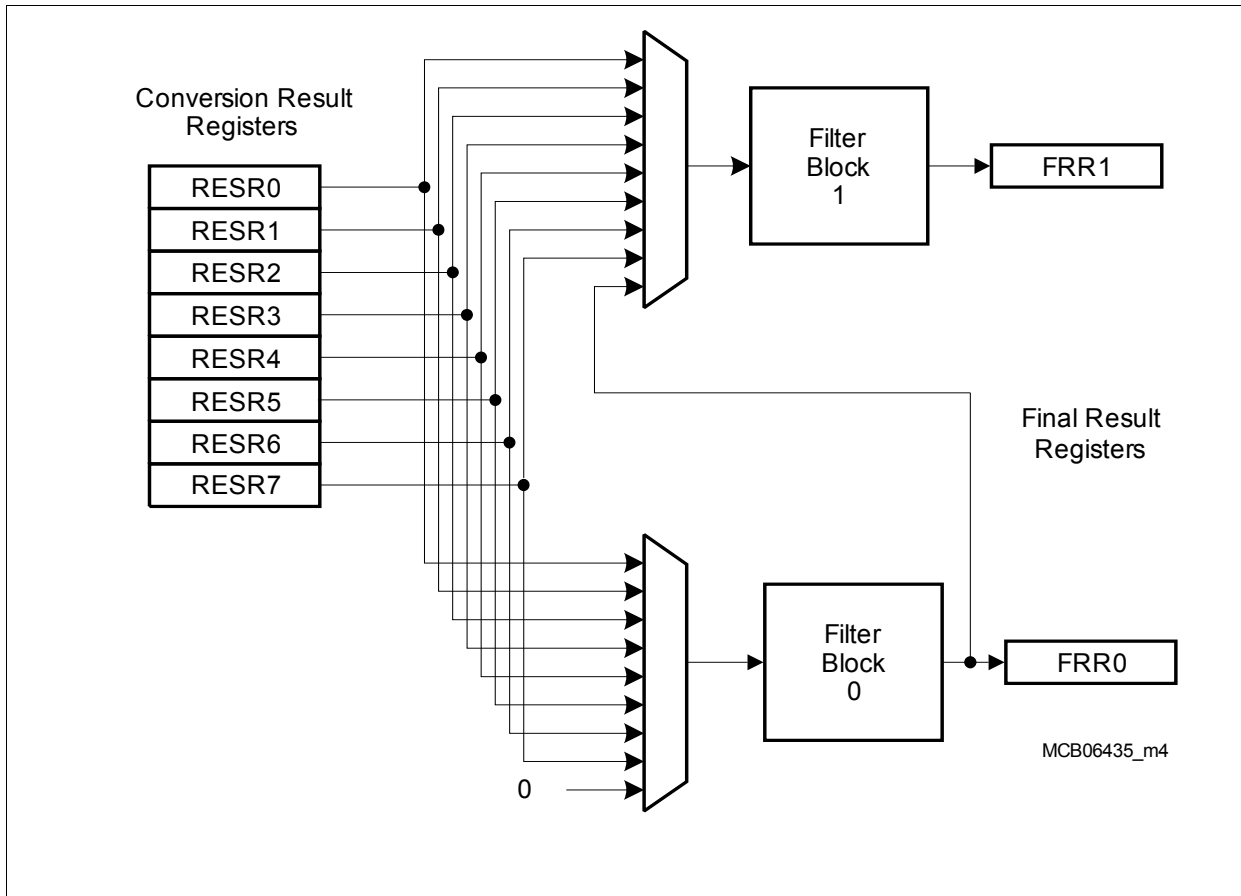 Conversion Result
Registers
RESR0
RESR1
RESR2
RESR3
RESR4
RESR5
RESR6
RESR7
Filter
Block
1
FRR1
Final Result
Registers
Filter
Block
0
FRR0
MCB06435_m4
0